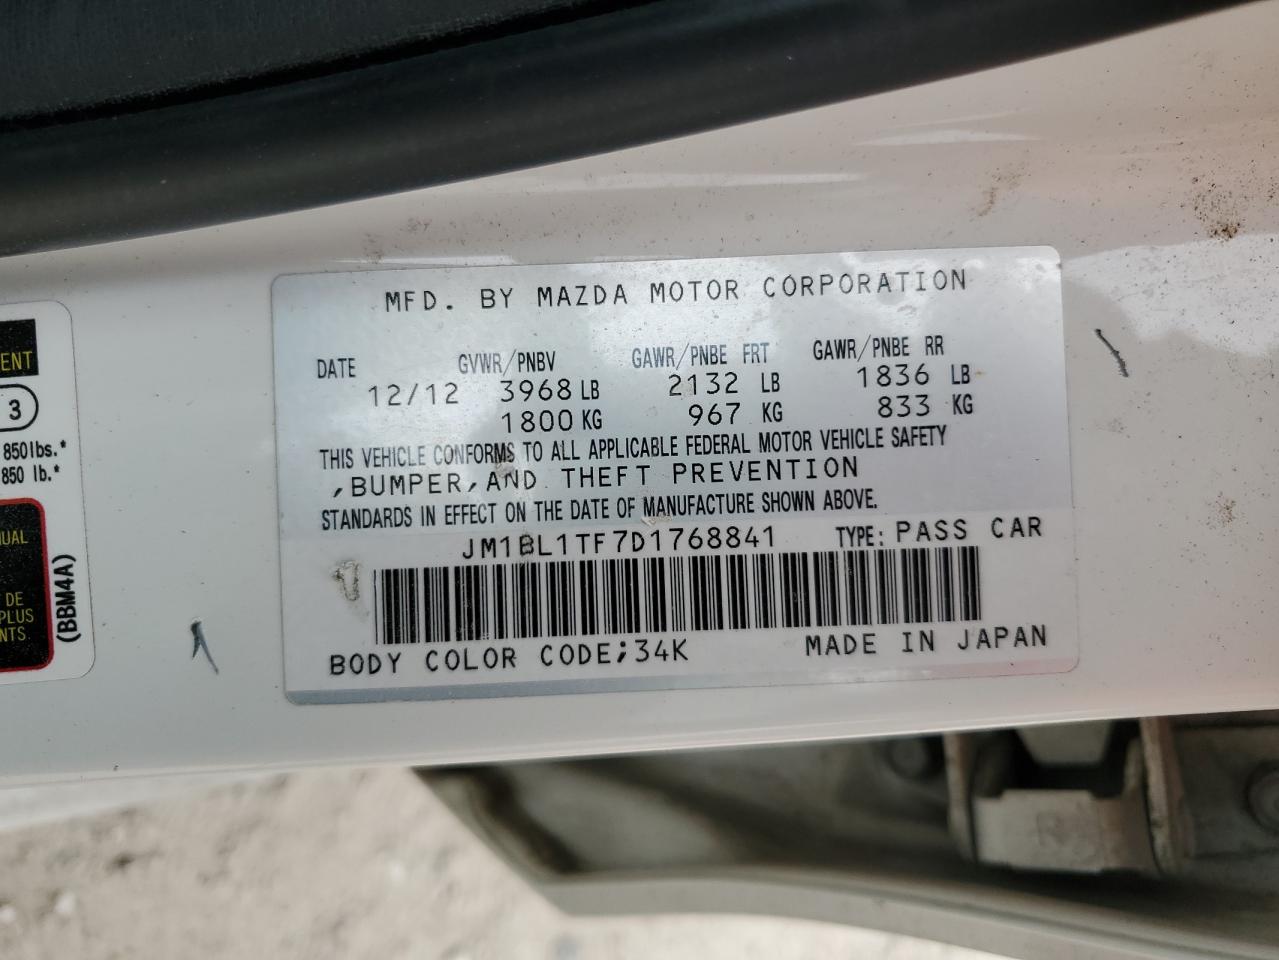 MFD. BY MAZDA MOTOR CORPORATION
DATE GVWR/PNBV GAWR/PNBE FRT GAWR/PNBE RR
12/12 3968 LB 2132 LB 1836 LB
1800 KG 967 KG 833 KG
THIS VEHICLE CONFORMS TO ALL APPLICABLE FEDERAL MOTOR VEHICLE SAFETY
,BUMPER,AND THEFT PREVENTION
STANDARDS IN EFFECT ON THE DATE OF MANUFACTURE SHOWN ABOVE.
JM1BL1TF7D1768841 TYPE: PASS CAR
BODY COLOR CODE;34K MADE IN JAPAN
3
850lbs.*
850 lb.*
DE
PLUS
(BBM4A)